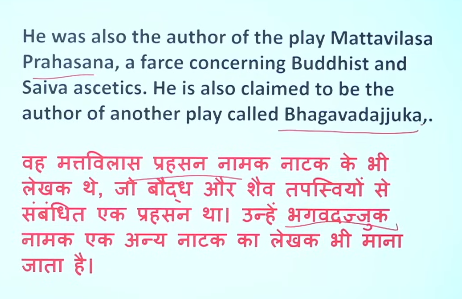 He was also the author of the play Mattavilasa
Prahasana, a farce concerning Buddhist and
Saiva ascetics. He is also claimed to be the
author of another play called Bhagavadajjuka,.
वह मत्तविलास प्रहसन नामक नाटक के भी
लेखक थे, जो बौद्ध और शैव तपस्वियों से
संबंधित एक प्रहसन था। उन्हें भगवदज्जुक
नामक एक अन्य नाटक का लेखक भी माना
जाता है।